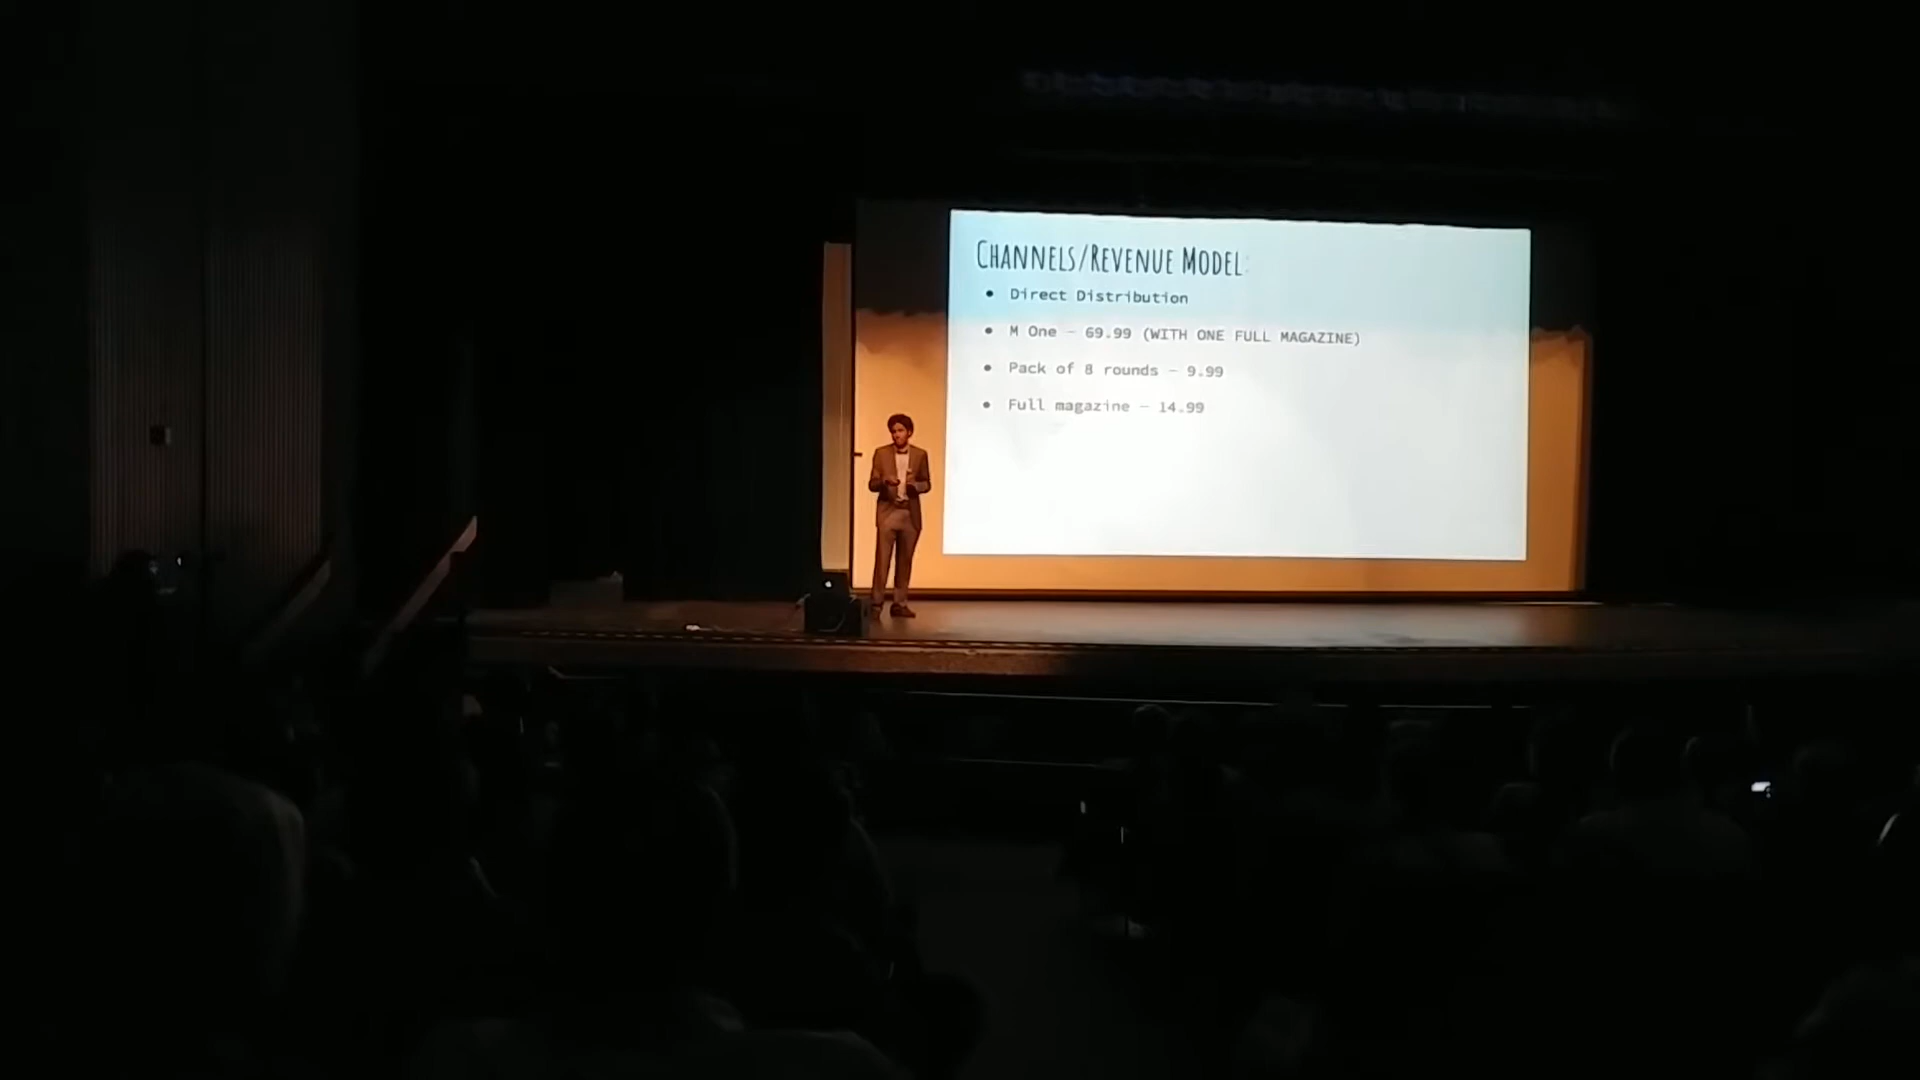 CHANNELS/REVENUE MODEL:
Direct Distribution
M One – 69.99 (WITH ONE FULL MAGAZINE)
Pack of 8 rounds – 9.99
Full magazine – 14.99